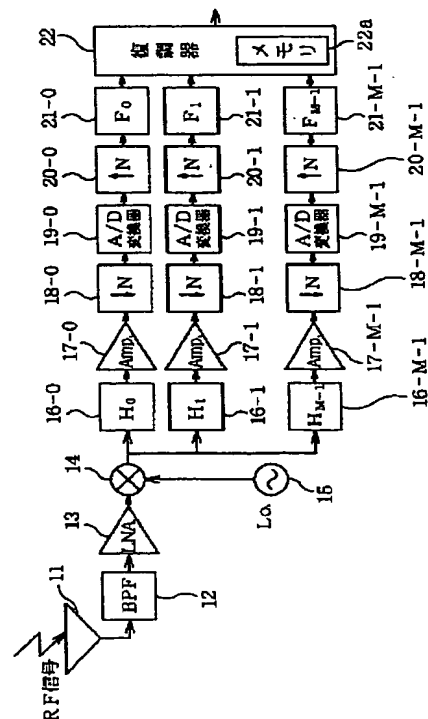 RF信号
11
BPF
12
LNA
13
14
Lo
15
H0
16-0
Amp.
17-0
↓N
18-0
A/D
変換器
19-0
↑N
20-0
F0
21-0
H1
16-1
Amp.
17-1
↓N
18-1
A/D
変換器
19-1
↑N
20-1
F1
21-1
HM-1
16-M-1
Amp.
17-M-1
↓N
18-M-1
A/D
変換器
19-M-1
↑N
20-M-1
FM-1
21-M-1
22
復調器
メモリ
22a